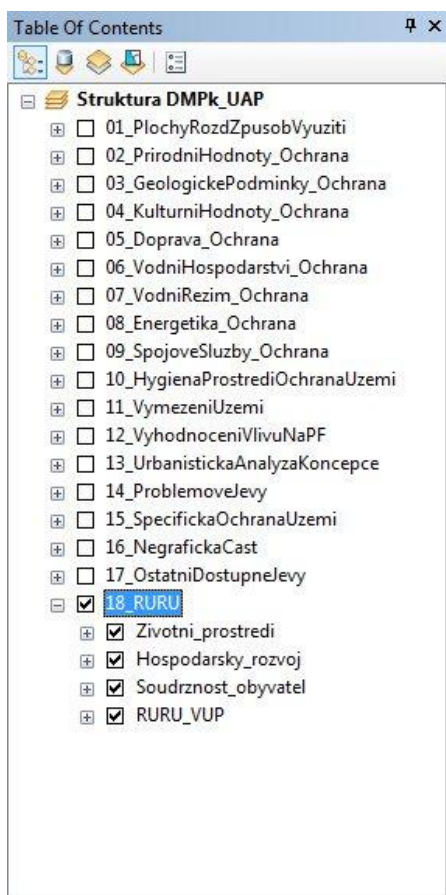 Table Of Contents
Struktura DMPk_UAP
01_PlochyRozdZpusobVyuziti
02_PrirodniHodnoty_Ochrana
03_GeologickePodminky_Ochrana
04_KulturniHodnoty_Ochrana
05_Doprava_Ochrana
06_VodniHospodarstvi_Ochrana
07_VodniRezim_Ochrana
08_Energetika_Ochrana
09_SpojoveSluzby_Ochrana
10_HygienaProstrediOchranaUzemi
11_VymezeniUzemi
12_VyhodnoceniVlivuNaPF
13_UrbanistickaAnalyzaKoncepce
14_ProblemoveJevy
15_SpecifickaOchranaUzemi
16_NegrafickaCast
17_OstatniDostupneJevy
18_RURU
Zivotni_prostredi
Hospodarsky_rozvoj
Soudrznost_obyvatel
RURU_VUP